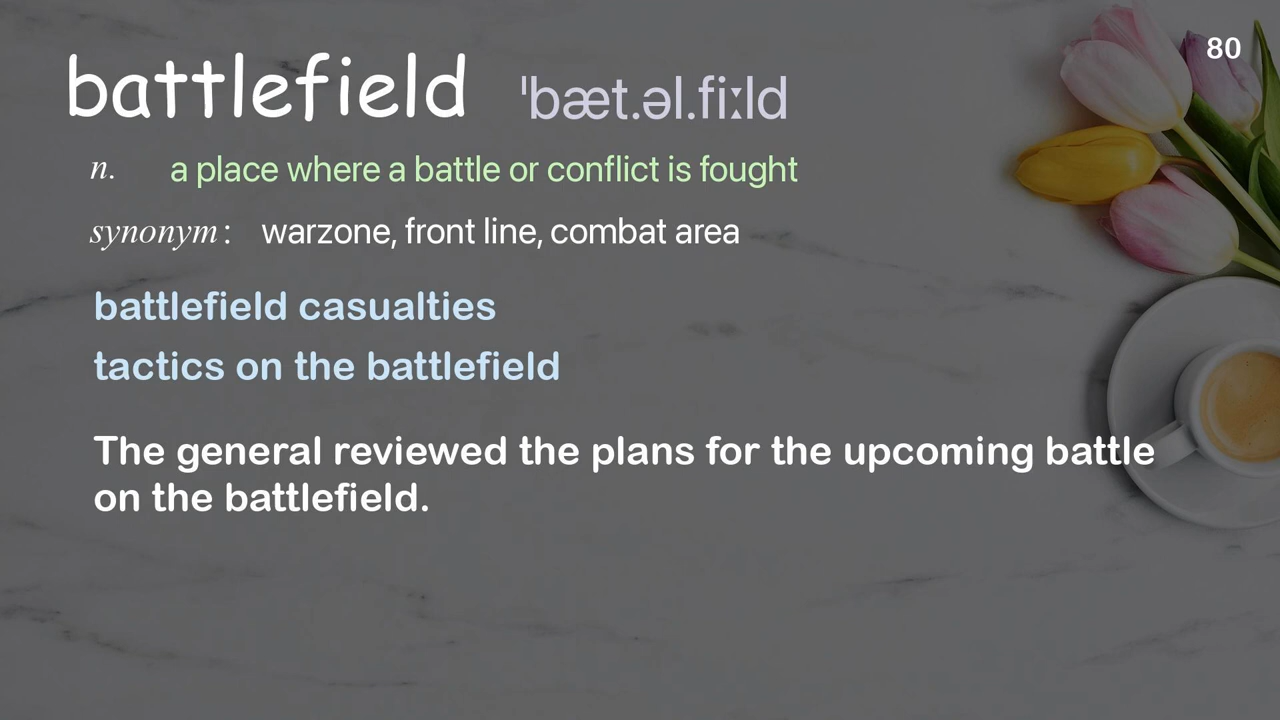 80
battlefield ˈbæt.əl.fiːld
n. a place where a battle or conflict is fought
synonym: warzone, front line, combat area
battlefield casualties
tactics on the battlefield
The general reviewed the plans for the upcoming battle
on the battlefield.